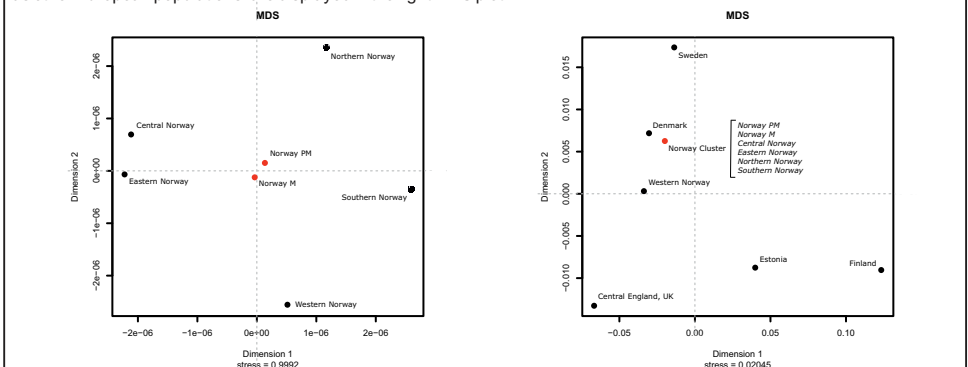 MDS
Northern Norway
Central Norway
Norway PM
Eastern Norway
Norway M
Southern Norway
Western Norway
2e−06
1e−06
0e+00
−1e−06
−2e−06
Dimension 2
−2e−06
−1e−06
0e+00
1e−06
2e−06
Dimension 1
stress = 0.9992
MDS
Sweden
Denmark
Norway Cluster
Norway PM
Norway M
Central Norway
Eastern Norway
Northern Norway
Southern Norway
Western Norway
Estonia
Finland
Central England, UK
0.015
0.010
0.005
0.000
−0.005
−0.010
Dimension 2
−0.05
0.00
0.05
0.10
Dimension 1
stress = 0.02045